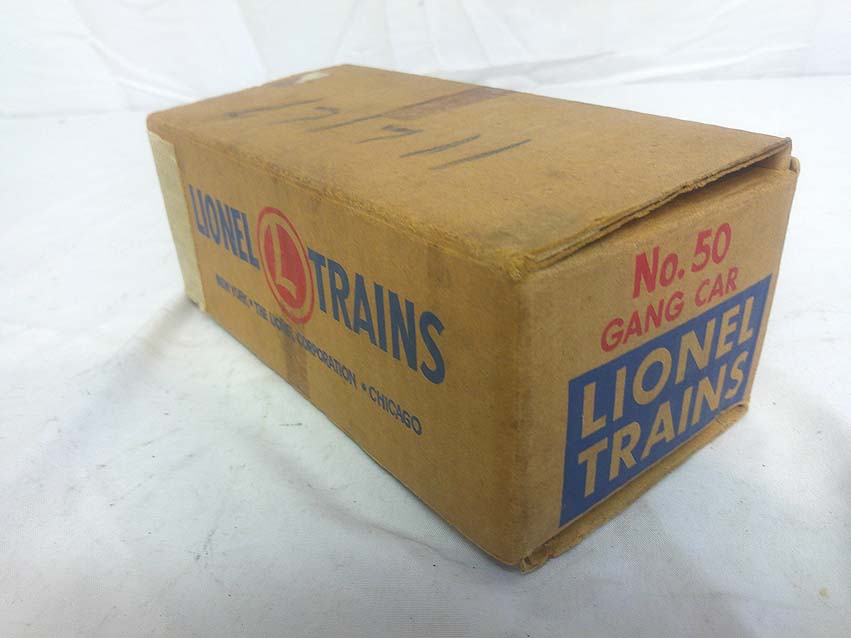 LIONEL L TRAINS
NEW YORK • THE LIONEL CORPORATION • CHICAGO
No. 50
GANG CAR
LIONEL
TRAINS